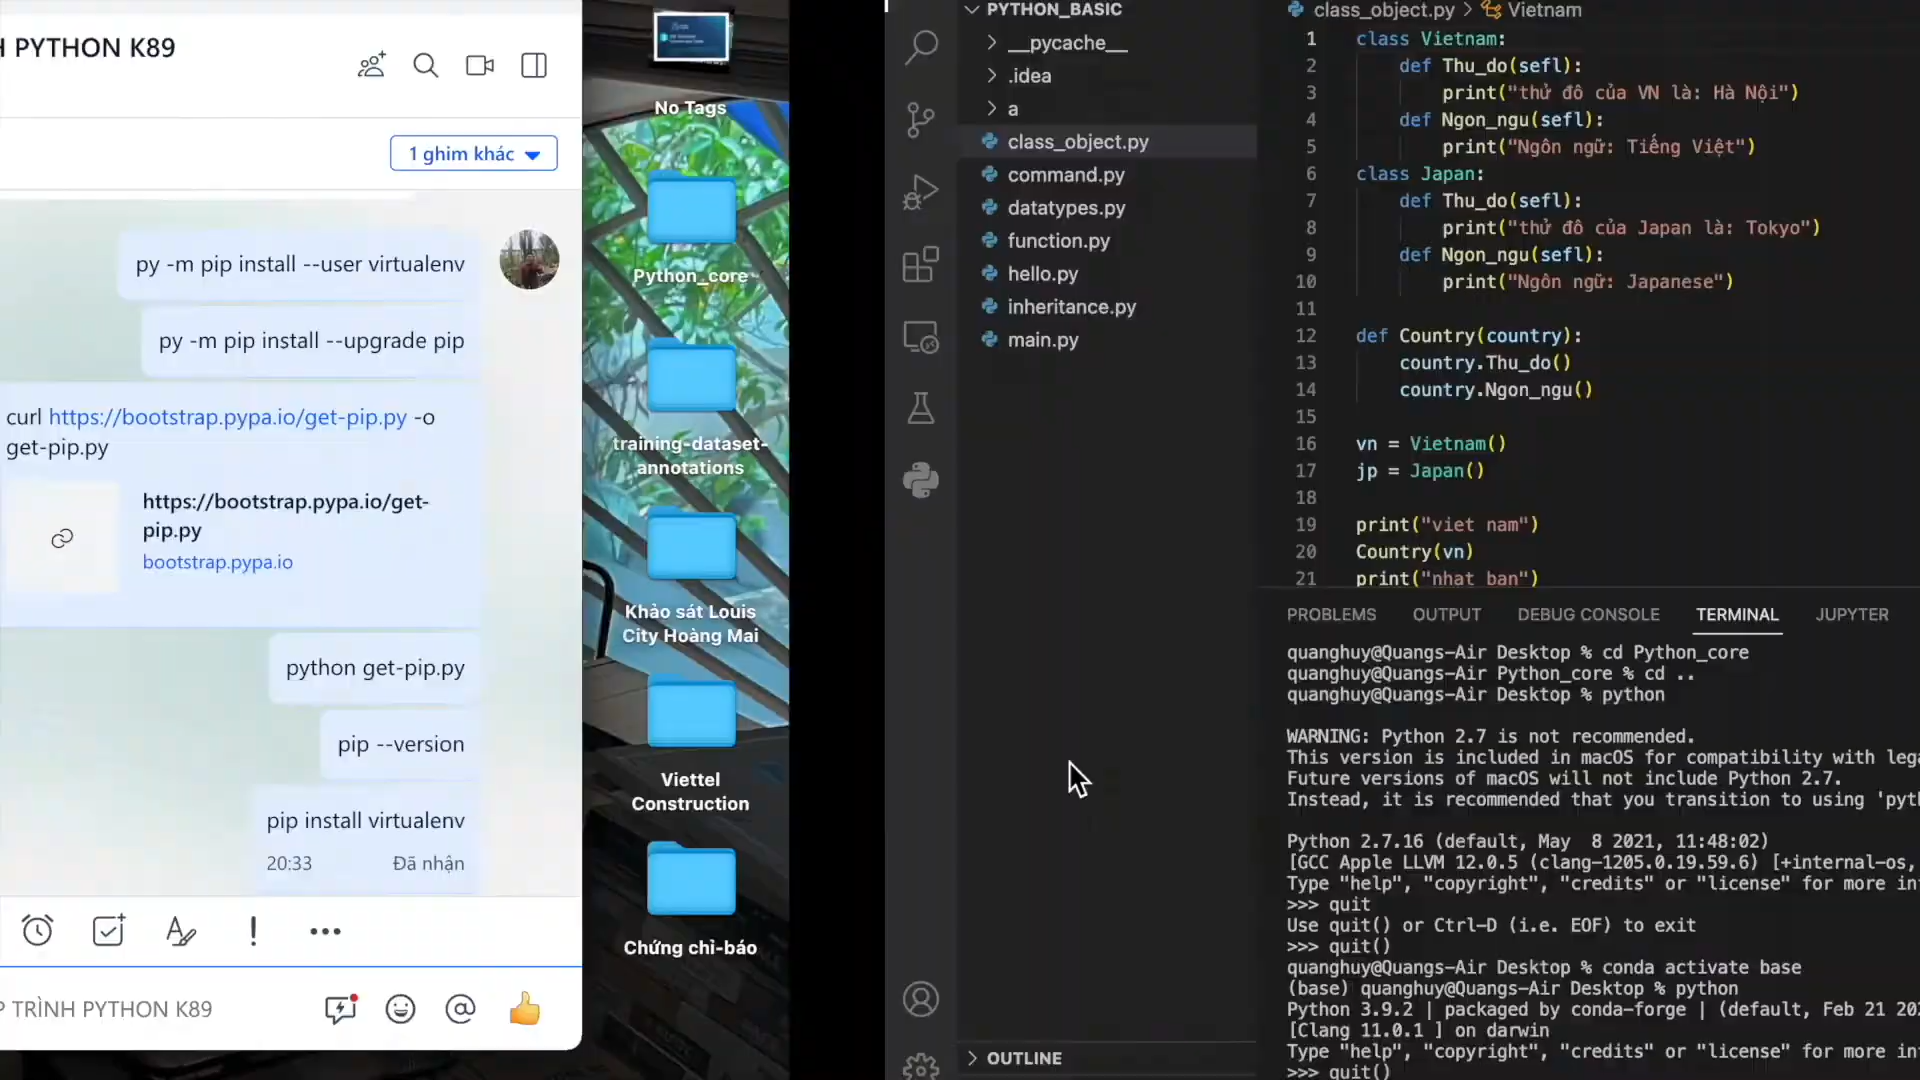 PYTHON K89
1 ghim khác
py -m pip install --user virtualenv
py -m pip install --upgrade pip
curl https://bootstrap.pypa.io/get-pip.py -o
get-pip.py
https://bootstrap.pypa.io/get-
pip.py
bootstrap.pypa.io
python get-pip.py
pip --version
pip install virtualenv
20:33 Đã nhận
TRÌNH PYTHON K89
No Tags
Python_core
training-dataset-
annotations
Khảo sát Louis
City Hoàng Mai
Viettel
Construction
Chứng chỉ-báo
PYTHON_BASIC
__pycache__
.idea
a
class_object.py
command.py
datatypes.py
function.py
hello.py
inheritance.py
main.py
OUTLINE
class_object.py > Vietnam
1 class Vietnam:
2 def Thu_do(sefl):
3 print("thử đô của VN là: Hà Nội")
4 def Ngon_ngu(sefl):
5 print("Ngôn ngữ: Tiếng Việt")
6 class Japan:
7 def Thu_do(sefl):
8 print("thử đô của Japan là: Tokyo")
9 def Ngon_ngu(sefl):
10 print("Ngôn ngữ: Japanese")
11
12 def Country(country):
13 country.Thu_do()
14 country.Ngon_ngu()
15
16 vn = Vietnam()
17 jp = Japan()
18
19 print("viet nam")
20 Country(vn)
21 print("nhat ban")
PROBLEMS OUTPUT DEBUG CONSOLE TERMINAL JUPYTER
quanghuy@Quangs-Air Desktop % cd Python_core
quanghuy@Quangs-Air Python_core % cd ..
quanghuy@Quangs-Air Desktop % python
WARNING: Python 2.7 is not recommended.
This version is included in macOS for compatibility with
Future versions of macOS will not include Python 2.7.
Instead, it is recommended that you transition to using
Python 2.7.16 (default, May 8 2021, 11:48:02)
[GCC Apple LLVM 12.0.5 (clang-1205.0.19.59.6) [+internal-os,
Type "help", "copyright", "credits" or "license" for more
>>> quit
Use quit() or Ctrl-D (i.e. EOF) to exit
>>> quit()
quanghuy@Quangs-Air Desktop % conda activate base
(base) quanghuy@Quangs-Air Desktop % python
Python 3.9.2 | packaged by conda-forge | (default, Feb 21
[Clang 11.0.1 ] on darwin
Type "help", "copyright", "credits" or "license" for more
>>> quit()